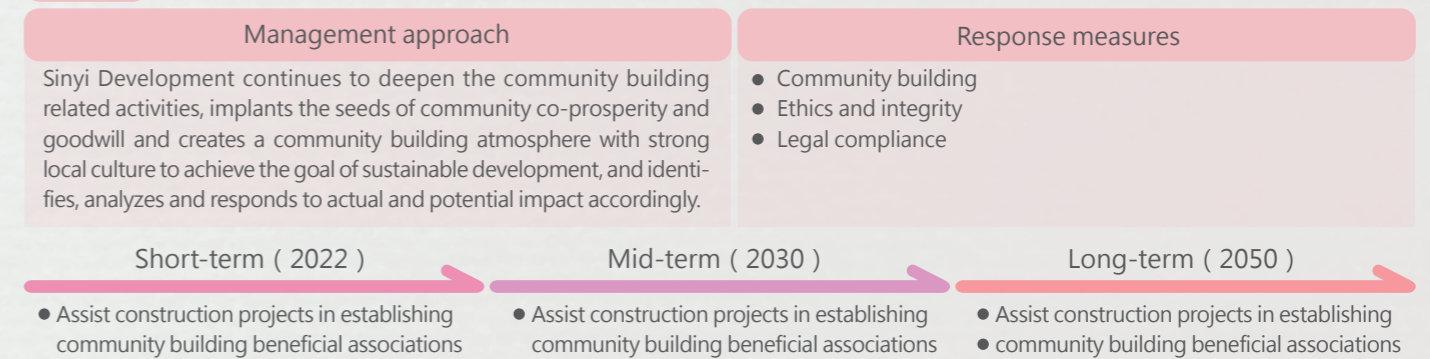 Management approach
Sinyi Development continues to deepen the community building
related activities, implants the seeds of community co-prosperity and
goodwill and creates a community building atmosphere with strong
local culture to achieve the goal of sustainable development, and identi-
fies, analyzes and responds to actual and potential impact accordingly.
Response measures
● Community building
● Ethics and integrity
● Legal compliance
Short-term ( 2022 )
● Assist construction projects in establishing
community building beneficial associations
Mid-term ( 2030 )
● Assist construction projects in establishing
community building beneficial associations
Long-term ( 2050 )
● Assist construction projects in establishing
● community building beneficial associations